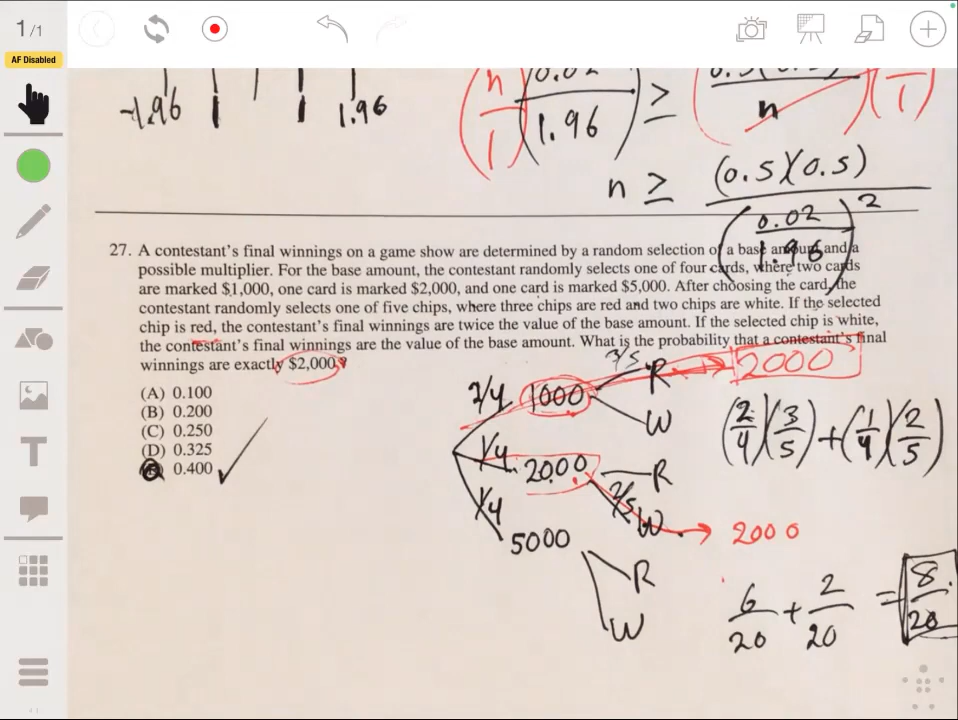 1/1
AF Disabled
-1.96 1.96
(n/1) (0.02/1.96) ≥ n (1)
n ≥ (0.5)(0.5)
(0.02/1.96)²
27. A contestant's final winnings on a game show are determined by a random selection of a base amount and a
possible multiplier. For the base amount, the contestant randomly selects one of four cards, where two cards
are marked $1,000, one card is marked $2,000, and one card is marked $5,000. After choosing the card, the
contestant randomly selects one of five chips, where three chips are red and two chips are white. If the selected
chip is red, the contestant's final winnings are twice the value of the base amount. If the selected chip is white,
the contestant's final winnings are the value of the base amount. What is the probability that a contestant's final
winnings are exactly $2,000?
(A) 0.100
(B) 0.200
(C) 0.250
(D) 0.325
0.400
2/4 1000 3/5 R 2000
W
1/4 2000 R
2/5 W 2000
1/4 5000
R
W
(2/4)(3/5)+(1/4)(2/5)
6/20 + 2/20 = 8/20
T